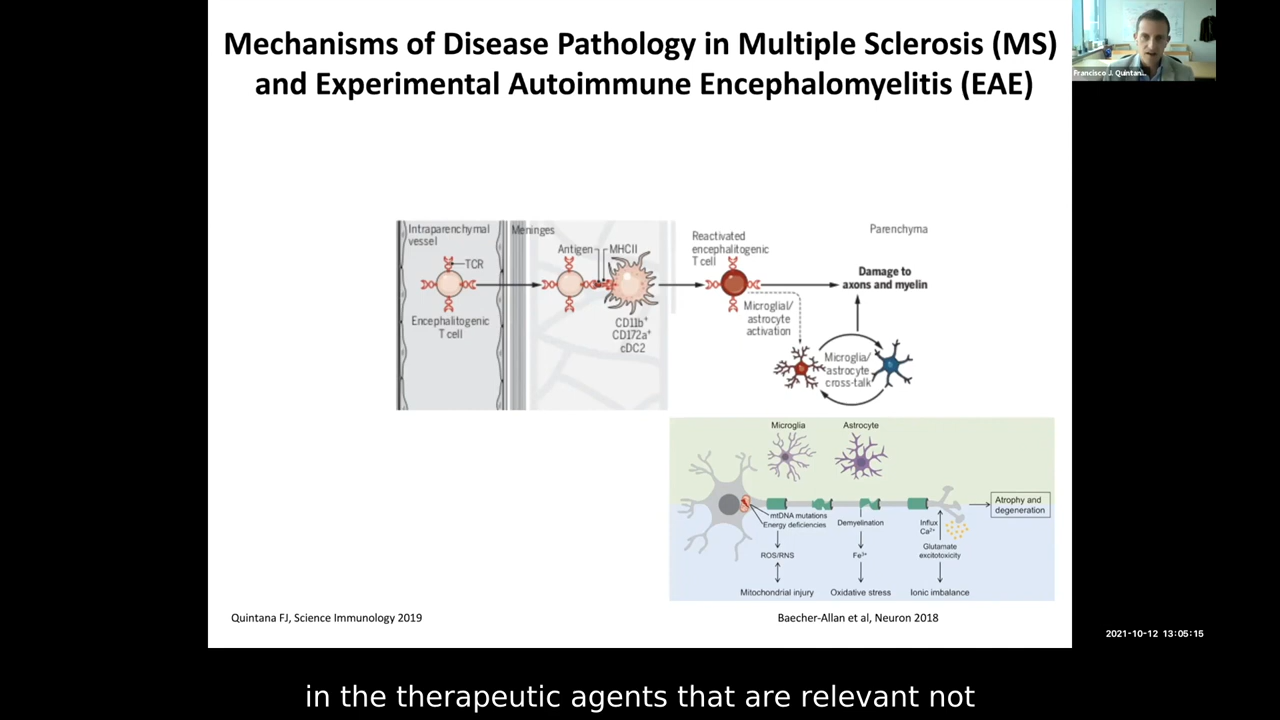 Mechanisms of Disease Pathology in Multiple Sclerosis (MS)
and Experimental Autoimmune Encephalomyelitis (EAE)
Francisco J. Quintan...
Intraparenchymal
vessel
TCR
Encephalitogenic
T cell
Meninges
Antigen
MHCII
CD11b+
CD172a+
cDC2
Reactivated
encephalitogenic
T cell
Microglial/
astrocyte
activation
Parenchyma
Damage to
axons and myelin
Microglia/
astrocyte
cross-talk
Microglia
Astrocyte
mtDNA mutations
Energy deficiencies
ROS/RNS
Mitochondrial injury
Demyelination
Fe³⁺
Oxidative stress
Influx
Ca²⁺
Glutamate
excitotoxicity
Ionic imbalance
Atrophy and
degeneration
Quintana FJ, Science Immunology 2019
Baecher-Allan et al, Neuron 2018
2021-10-12 13:05:15
in the therapeutic agents that are relevant not